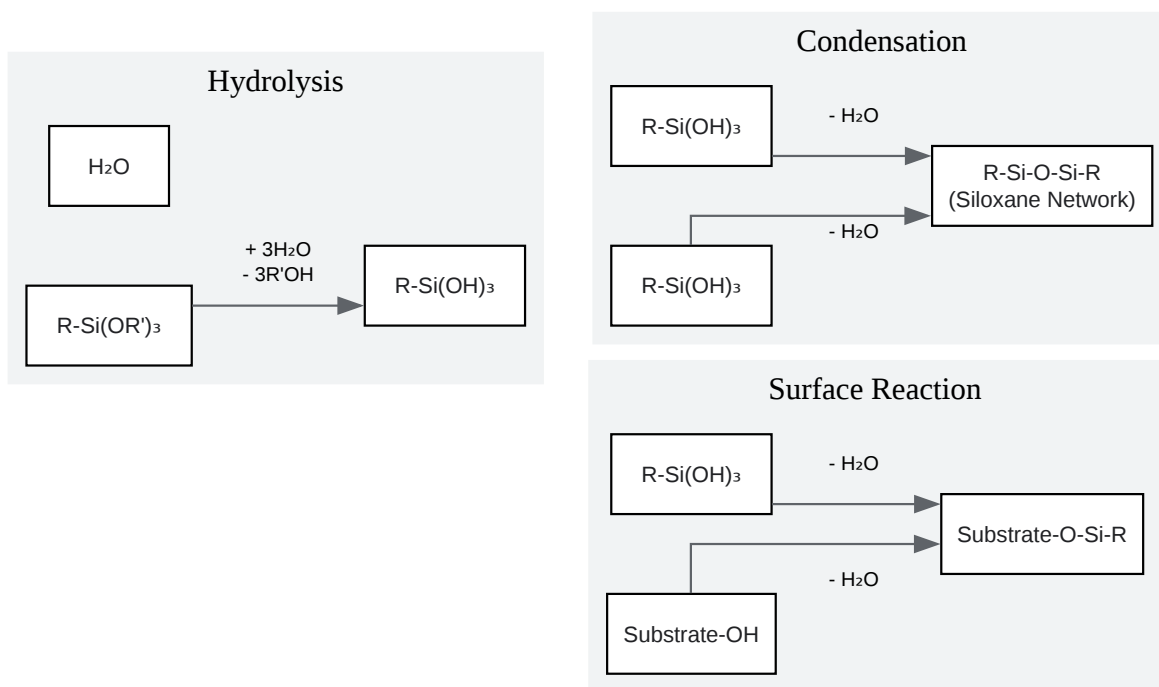 Hydrolysis
H₂O
+ 3H₂O
- 3R'OH
R-Si(OR')₃
R-Si(OH)₃
Condensation
R-Si(OH)₃
- H₂O
R-Si-O-Si-R
(Siloxane Network)
- H₂O
R-Si(OH)₃
Surface Reaction
R-Si(OH)₃
- H₂O
Substrate-O-Si-R
- H₂O
Substrate-OH